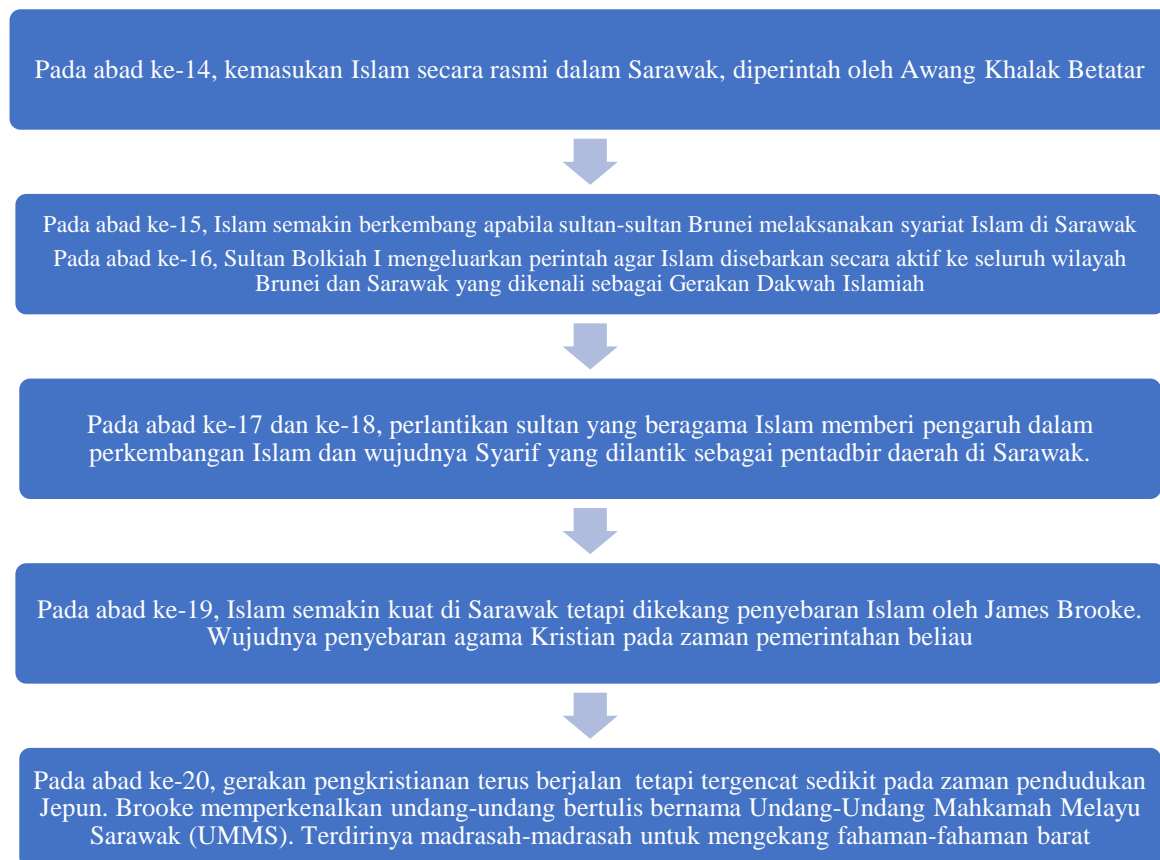 Pada abad ke-14, kemasukan Islam secara rasmi dalam Sarawak, diperintah oleh Awang Khalak Betatar
Pada abad ke-15, Islam semakin berkembang apabila sultan-sultan Brunei melaksanakan syariat Islam di Sarawak
Pada abad ke-16, Sultan Bolkiah I mengeluarkan perintah agar Islam disebarkan secara aktif ke seluruh wilayah
Brunei dan Sarawak yang dikenali sebagai Gerakan Dakwah Islamiah
Pada abad ke-17 dan ke-18, perlantikan sultan yang beragama Islam memberi pengaruh dalam
perkembangan Islam dan wujudnya Syarif yang dilantik sebagai pentadbir daerah di Sarawak.
Pada abad ke-19, Islam semakin kuat di Sarawak tetapi dikekang penyebaran Islam oleh James Brooke.
Wujudnya penyebaran agama Kristian pada zaman pemerintahan beliau
Pada abad ke-20, gerakan pengkristianan terus berjalan tetapi tergencat sedikit pada zaman pendudukan
Jepun. Brooke memperkenalkan undang-undang bertulis bernama Undang-Undang Mahkamah Melayu
Sarawak (UMMS). Terdirinya madrasah-madrasah untuk mengekang fahaman-fahaman barat